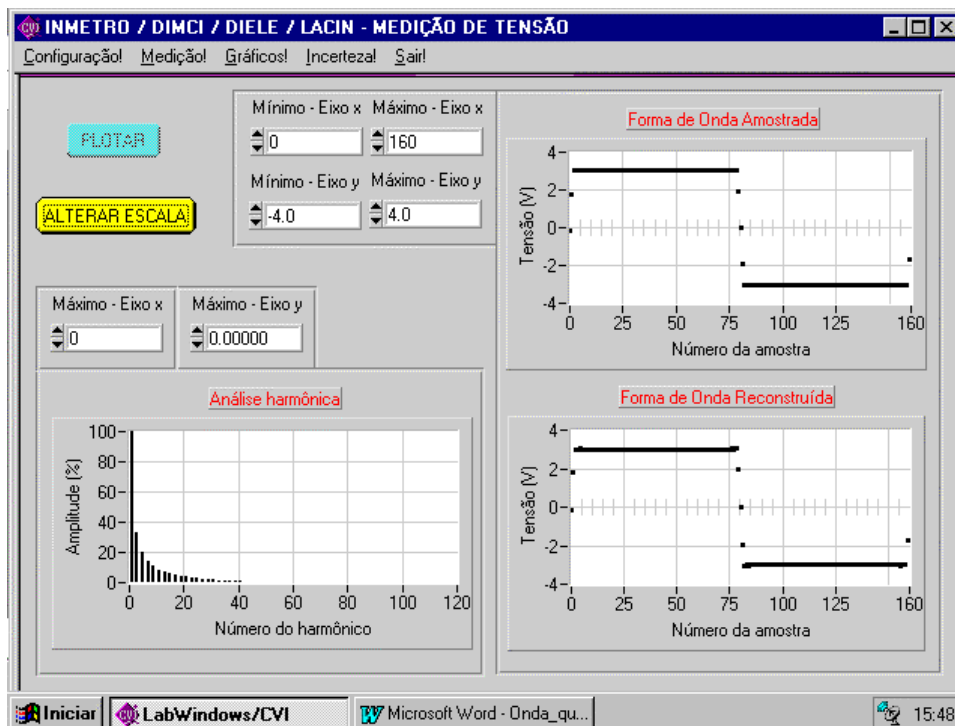 INMETRO / DIMCI / DIELE / LACIN - MEDIÇÃO DE TENSÃO
Configuração! Medição! Gráficos! Incerteza! Sair!
PLOTAR
ALTERAR ESCALA
Mínimo - Eixo x Máximo - Eixo x
0 160
Mínimo - Eixo y Máximo - Eixo y
-4.0 4.0
Máximo - Eixo x Máximo - Eixo y
0 0.00000
Análise harmônica
Amplitude (%)
100
80
60
40
20
0
0 20 40 60 80 100 120
Número do harmônico
Forma de Onda Amostrada
Tensão (V)
4
2
0
-2
-4
0 25 50 75 100 125 160
Número da amostra
Forma de Onda Reconstruída
Tensão (V)
4
2
0
-2
-4
0 25 50 75 100 125 160
Número da amostra
Iniciar LabWindows/CVI Microsoft Word - Onda_qu... 15:48